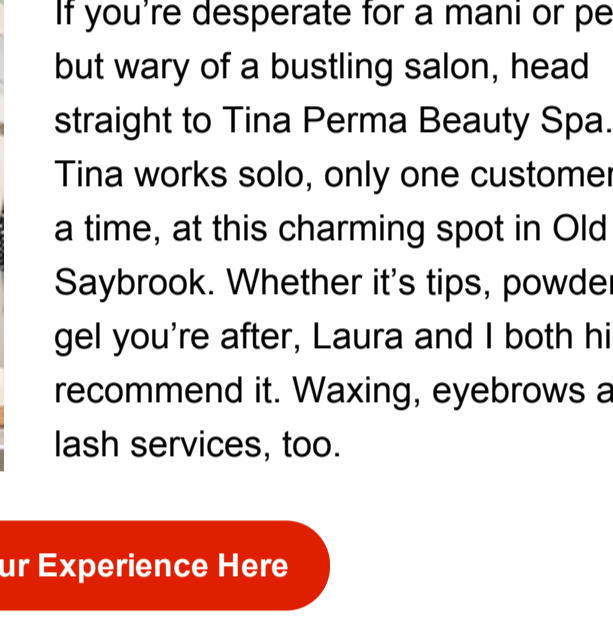 If you're desperate for a mani or pe
but wary of a bustling salon, head
straight to Tina Perma Beauty Spa.
Tina works solo, only one customer
a time, at this charming spot in Old
Saybrook. Whether it's tips, powder
gel you're after, Laura and I both hi
recommend it. Waxing, eyebrows a
lash services, too.
ur Experience Here